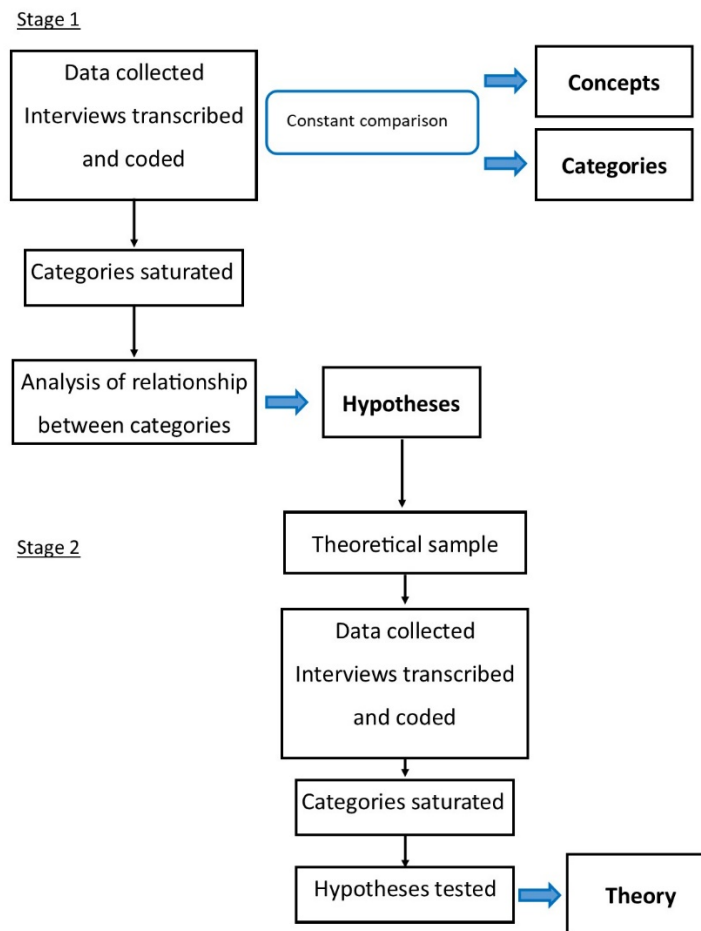 Stage 1
Data collected
Interviews transcribed
and coded
Constant comparison
Concepts
Categories
Categories saturated
Analysis of relationship
between categories
Hypotheses
Stage 2
Theoretical sample
Data collected
Interviews transcribed
and coded
Categories saturated
Hypotheses tested
Theory